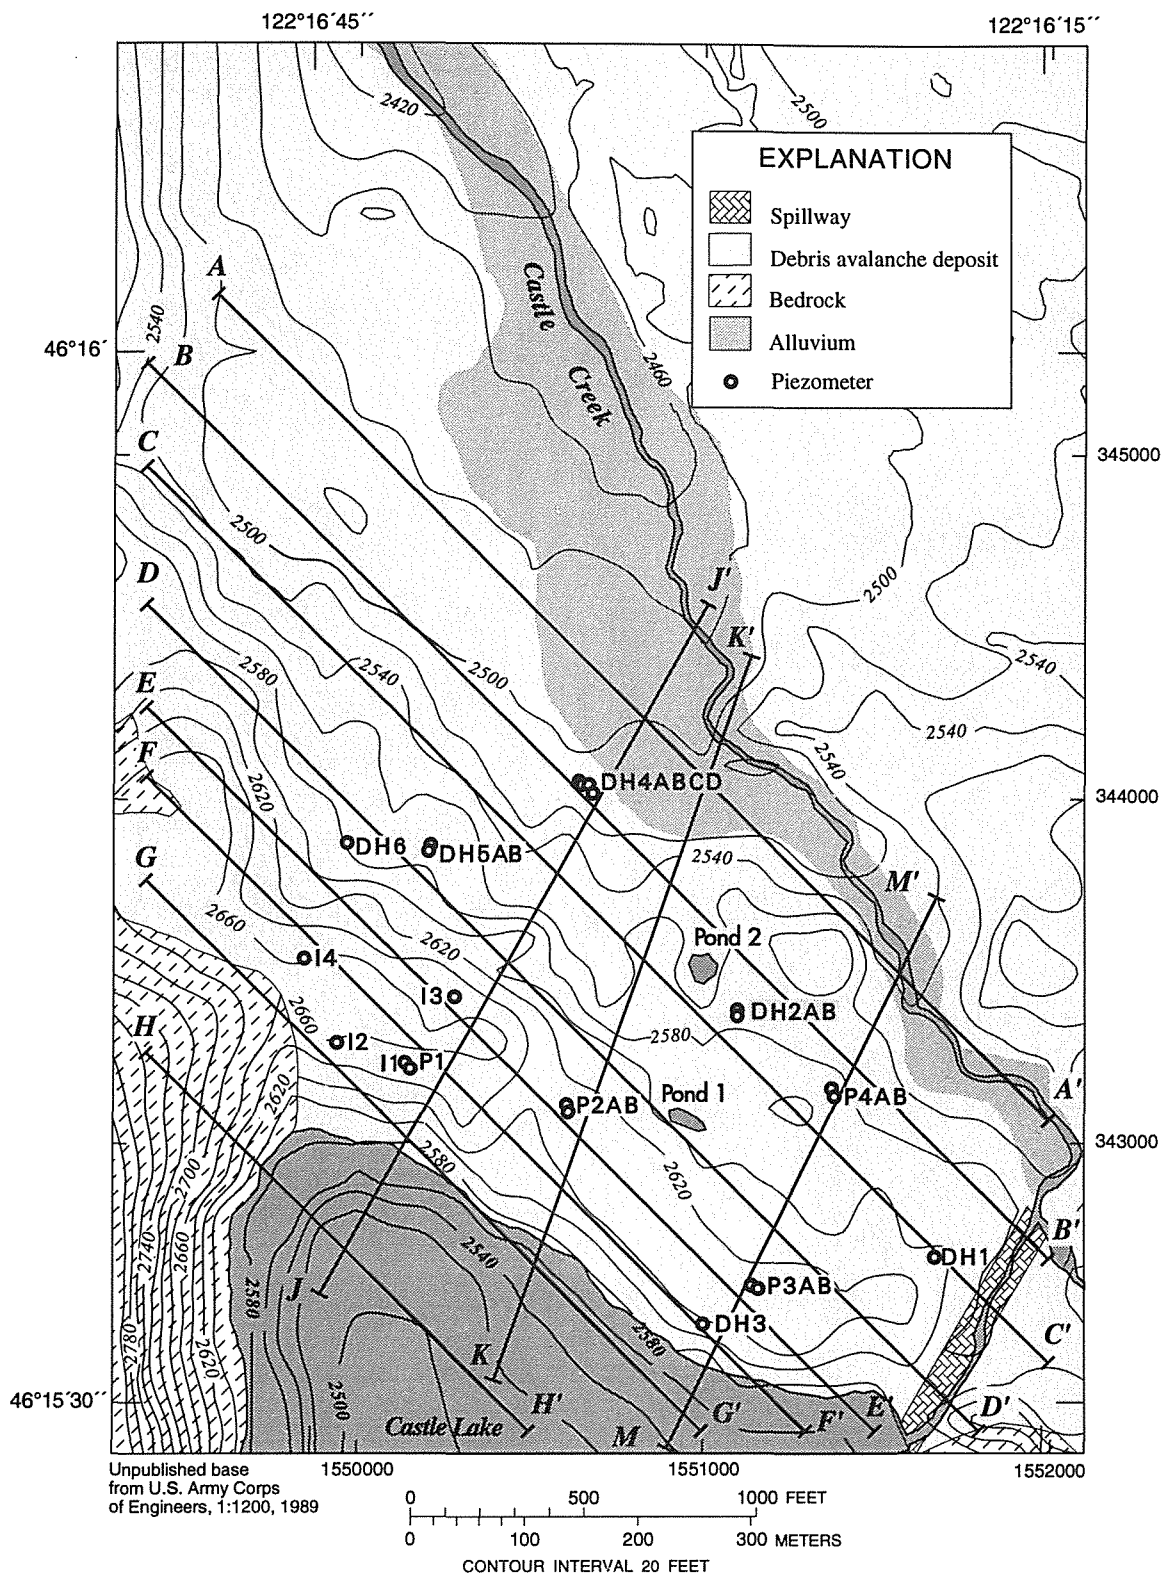 122°16´45´´
122°16´15´´
2420
2500
EXPLANATION
Spillway
Debris avalanche deposit
Bedrock
Alluvium
Piezometer
A
Castle
Creek
2540
B
46°16´
2460
C
345000
2500
D
J'
2500
K'
2580
2540
2500
2540
E
2540
F
2540
DH4ABCD
344000
2620
DH6
DH5AB
2540
G
M'
2660
2620
Pond 2
I4
I3
2660
DH2AB
H
I2
2580
I1
P1
2620
Pond 1
A'
P2AB
P4AB
343000
2580
2700
2620
B'
2740
2660
2540
DH1
J
P3AB
2580
DH3
2580
C'
2780
2620
K
2500
H'
46°15´30´´
Castle Lake
M
G'
F'
E'
D'
Unpublished base
from U.S. Army Corps
of Engineers, 1:1200, 1989
1550000
1551000
1552000
0 500 1000 FEET
0 100 200 300 METERS
CONTOUR INTERVAL 20 FEET